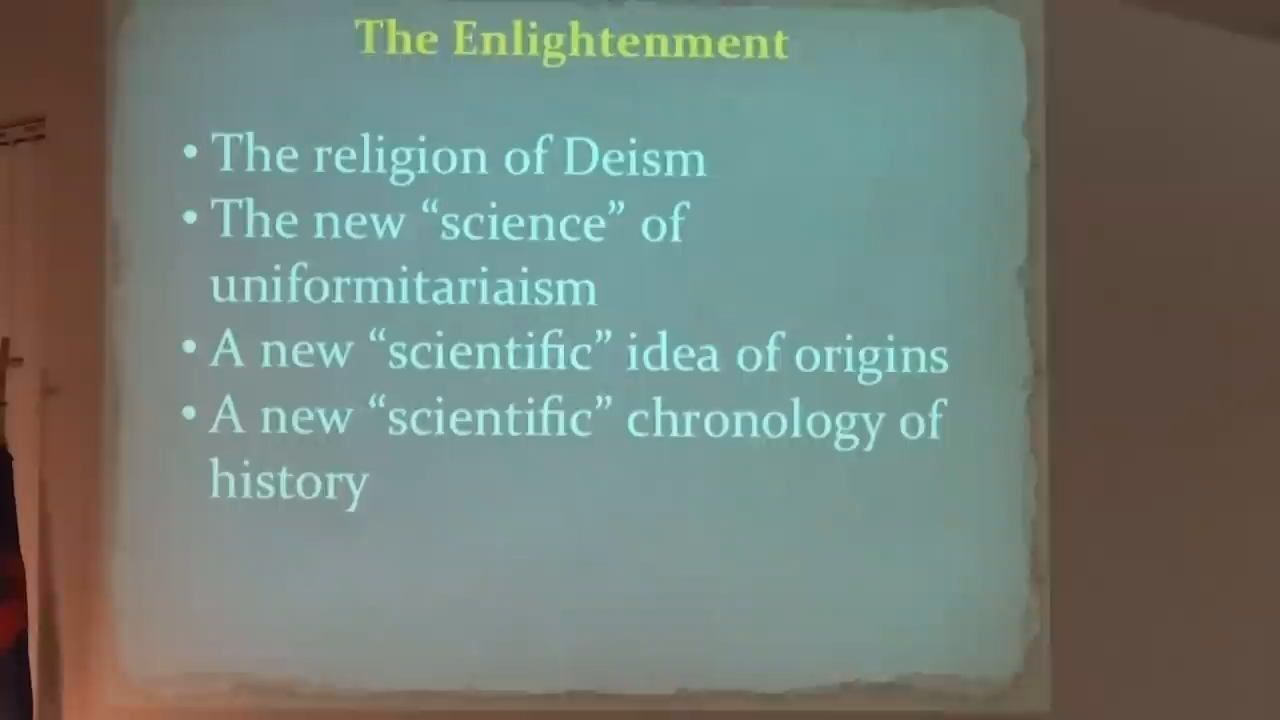 The Enlightenment
• The religion of Deism
• The new “science” of
uniformitariaism
• A new “scientific” idea of origins
• A new “scientific” chronology of
history